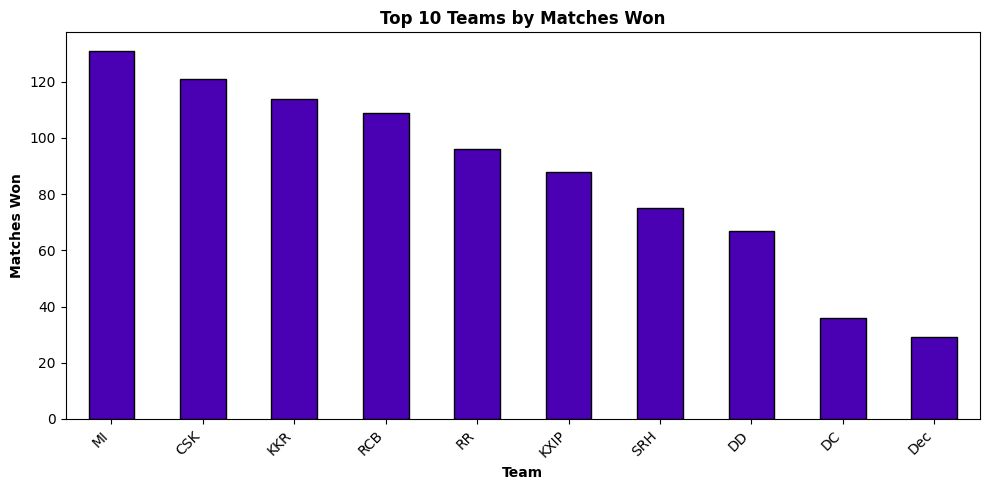 Top 10 Teams by Matches Won
Matches Won
120
100
80
60
40
20
0
MI
CSK
KKR
RCB
RR
KXIP
SRH
DD
DC
Dec
Team